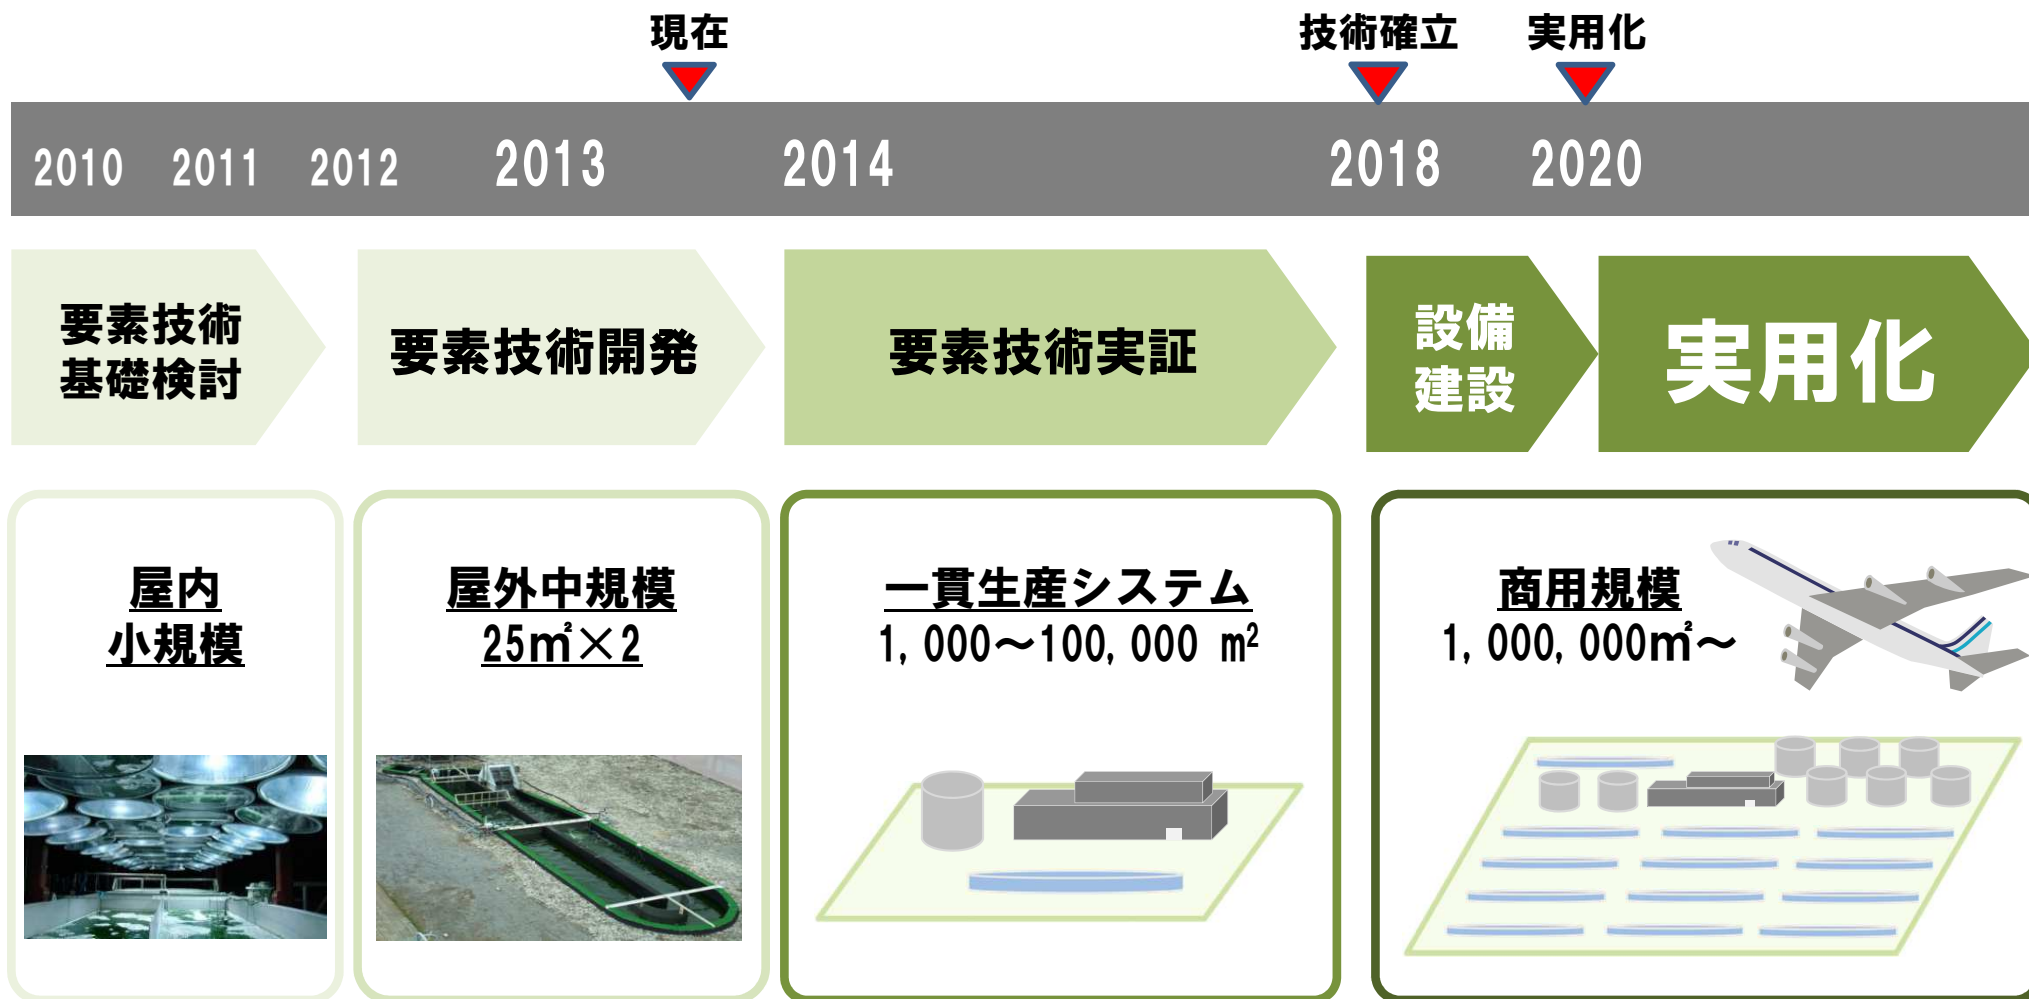 現在
技術確立
実用化
2010
2011
2012
2013
2014
2018
2020
要素技術
基礎検討
要素技術開発
要素技術実証
設備
建設
実用化
屋内
小規模
屋外中規模
25㎡×2
一貫生産システム
1,000～100,000 m²
商用規模
1,000,000㎡～